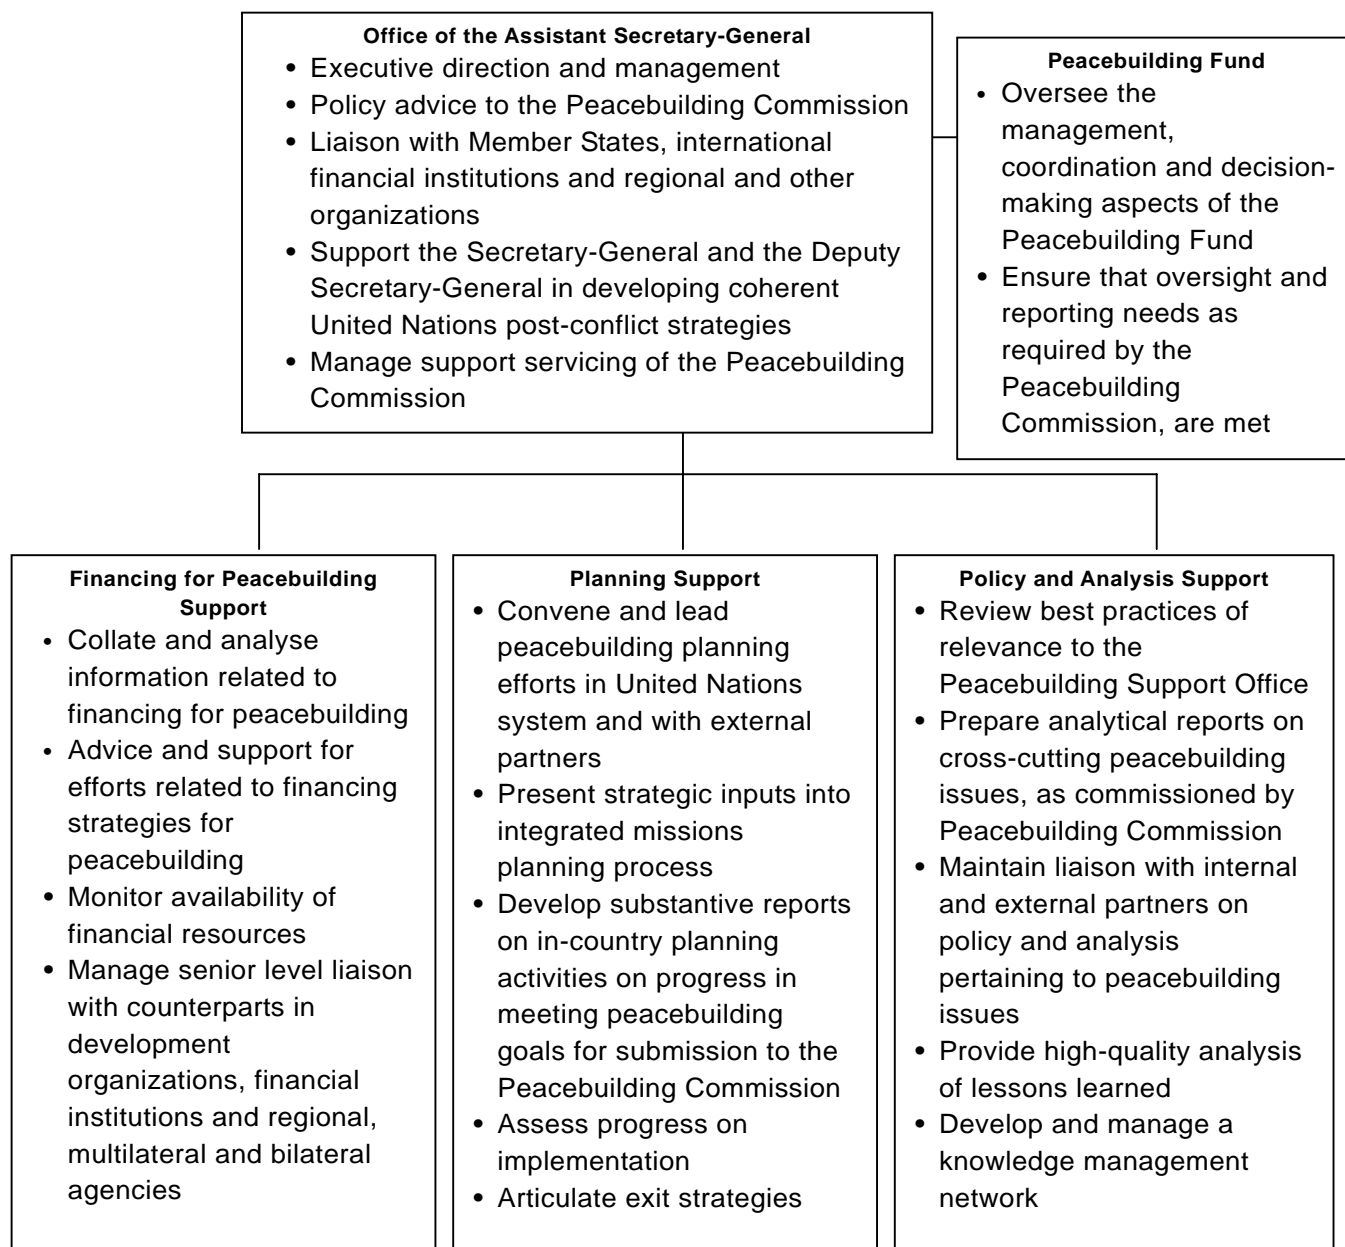 Office of the Assistant Secretary-General
• Executive direction and management
• Policy advice to the Peacebuilding Commission
• Liaison with Member States, international
financial institutions and regional and other
organizations
• Support the Secretary-General and the Deputy
Secretary-General in developing coherent
United Nations post-conflict strategies
• Manage support servicing of the Peacebuilding
Commission
Peacebuilding Fund
• Oversee the
management,
coordination and decision-
making aspects of the
Peacebuilding Fund
• Ensure that oversight and
reporting needs as
required by the
Peacebuilding
Commission, are met
Financing for Peacebuilding
Support
• Collate and analyse
information related to
financing for peacebuilding
• Advice and support for
efforts related to financing
strategies for
peacebuilding
• Monitor availability of
financial resources
• Manage senior level liaison
with counterparts in
development
organizations, financial
institutions and regional,
multilateral and bilateral
agencies
Planning Support
• Convene and lead
peacebuilding planning
efforts in United Nations
system and with external
partners
• Present strategic inputs into
integrated missions
planning process
• Develop substantive reports
on in-country planning
activities on progress in
meeting peacebuilding
goals for submission to the
Peacebuilding Commission
• Assess progress on
implementation
• Articulate exit strategies
Policy and Analysis Support
• Review best practices of
relevance to the
Peacebuilding Support Office
• Prepare analytical reports on
cross-cutting peacebuilding
issues, as commissioned by
Peacebuilding Commission
• Maintain liaison with internal
and external partners on
policy and analysis
pertaining to peacebuilding
issues
• Provide high-quality analysis
of lessons learned
• Develop and manage a
knowledge management
network